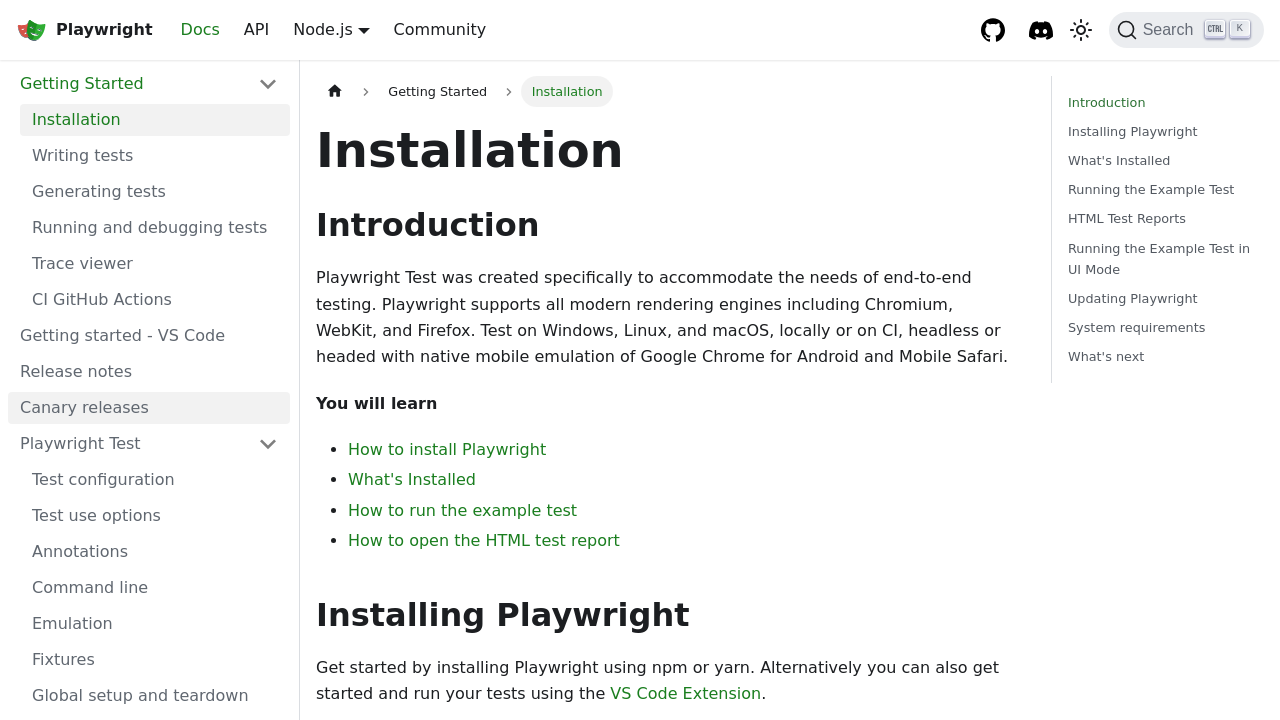 Playwright
Docs
API
Node.js
Community
Search
CTRL
K
Getting Started
Installation
Writing tests
Generating tests
Running and debugging tests
Trace viewer
CI GitHub Actions
Getting started - VS Code
Release notes
Canary releases
Playwright Test
Test configuration
Test use options
Annotations
Command line
Emulation
Fixtures
Global setup and teardown
Getting Started
Installation
Installation
Introduction
Playwright Test was created specifically to accommodate the needs of end-to-end
testing. Playwright supports all modern rendering engines including Chromium,
WebKit, and Firefox. Test on Windows, Linux, and macOS, locally or on CI, headless or
headed with native mobile emulation of Google Chrome for Android and Mobile Safari.
You will learn
How to install Playwright
What's Installed
How to run the example test
How to open the HTML test report
Installing Playwright
Get started by installing Playwright using npm or yarn. Alternatively you can also get
started and run your tests using the VS Code Extension.
Introduction
Installing Playwright
What's Installed
Running the Example Test
HTML Test Reports
Running the Example Test in
UI Mode
Updating Playwright
System requirements
What's next